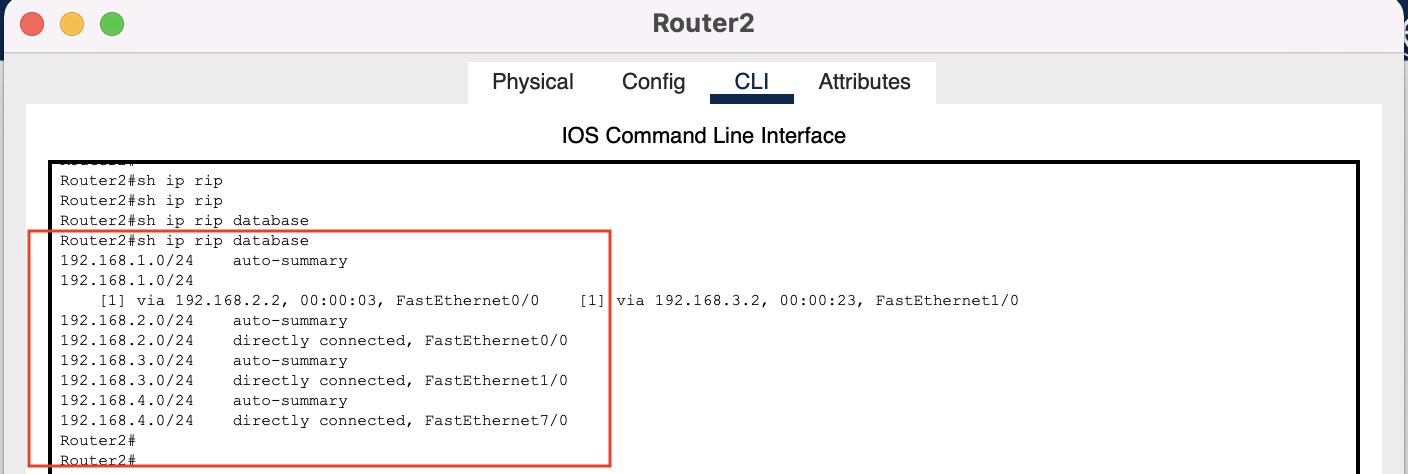 Router2
Physical Config CLI Attributes
IOS Command Line Interface
Router2#sh ip rip
Router2#sh ip rip
Router2#sh ip rip database
Router2#sh ip rip database
192.168.1.0/24    auto-summary
192.168.1.0/24
    [1] via 192.168.2.2, 00:00:03, FastEthernet0/0    [1] via 192.168.3.2, 00:00:23, FastEthernet1/0
192.168.2.0/24    auto-summary
192.168.2.0/24    directly connected, FastEthernet0/0
192.168.3.0/24    auto-summary
192.168.3.0/24    directly connected, FastEthernet1/0
192.168.4.0/24    auto-summary
192.168.4.0/24    directly connected, FastEthernet7/0
Router2#
Router2#